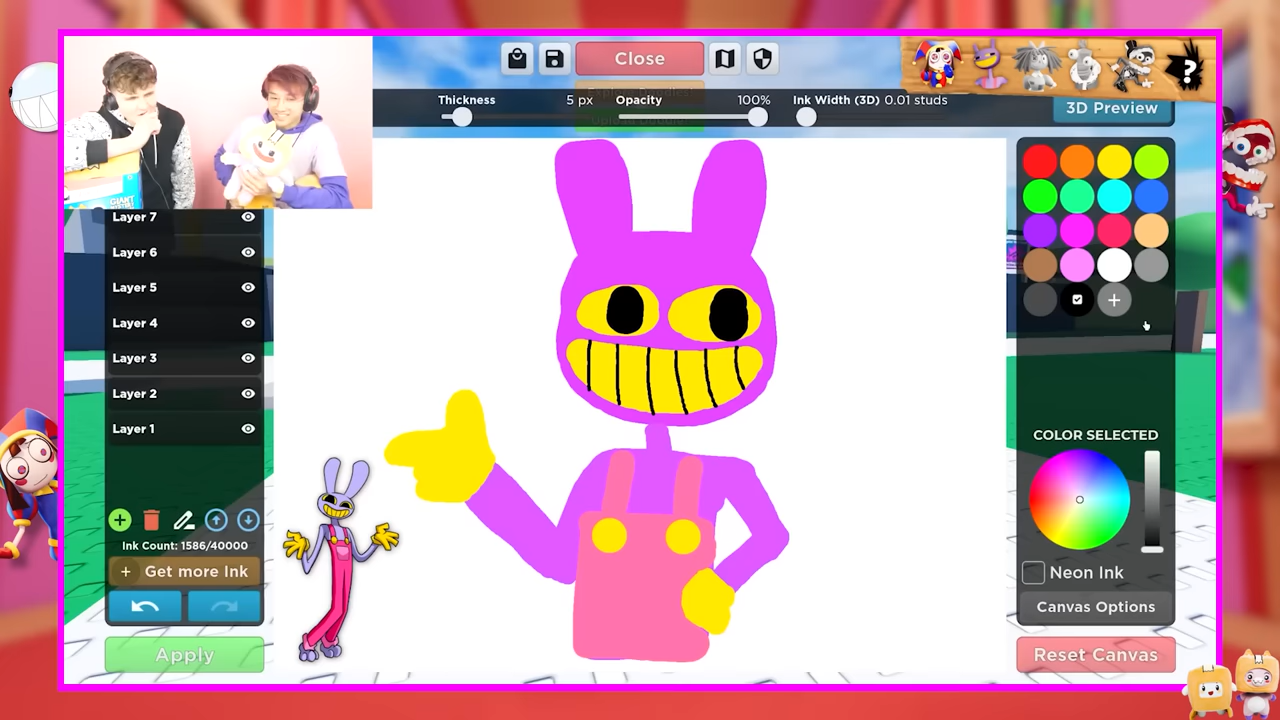 Close
Thickness 5 px Opacity 100% Ink Width (3D) 0.01 studs
3D Preview
GIANT
Layer 7
Layer 6
Layer 5
Layer 4
Layer 3
Layer 2
Layer 1
Ink Count: 1586/40000
+ Get more Ink
Apply
?
COLOR SELECTED
Neon Ink
Canvas Options
Reset Canvas